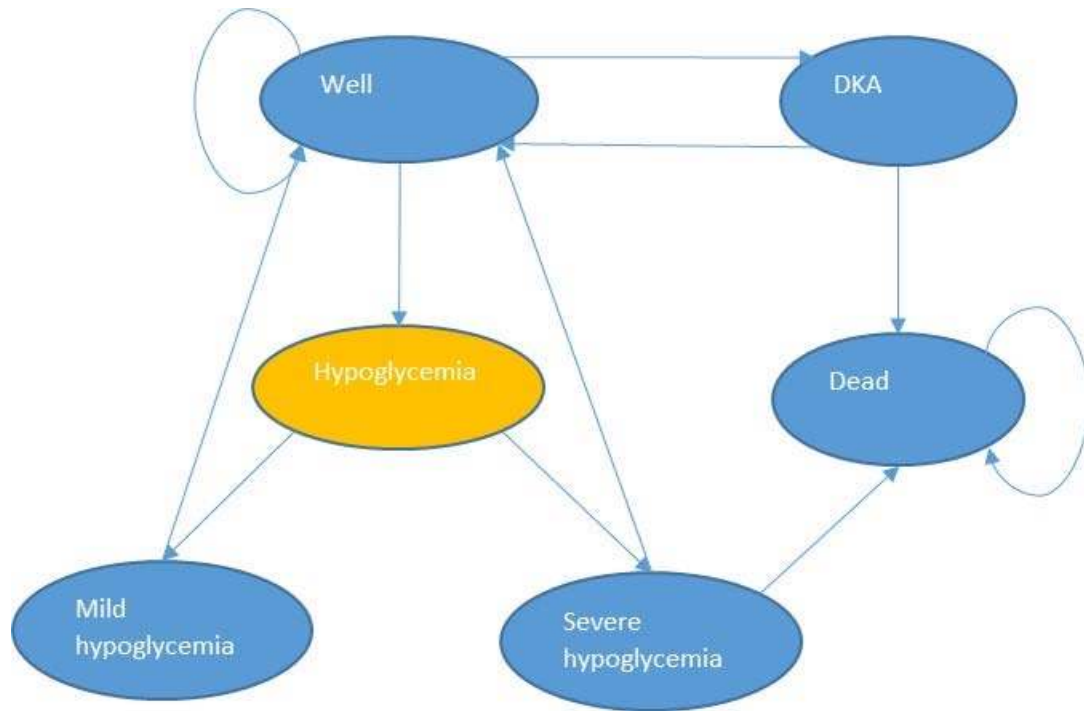 Well
DKA
Hypoglycemia
Dead
Mild
hypoglycemia
Severe
hypoglycemia